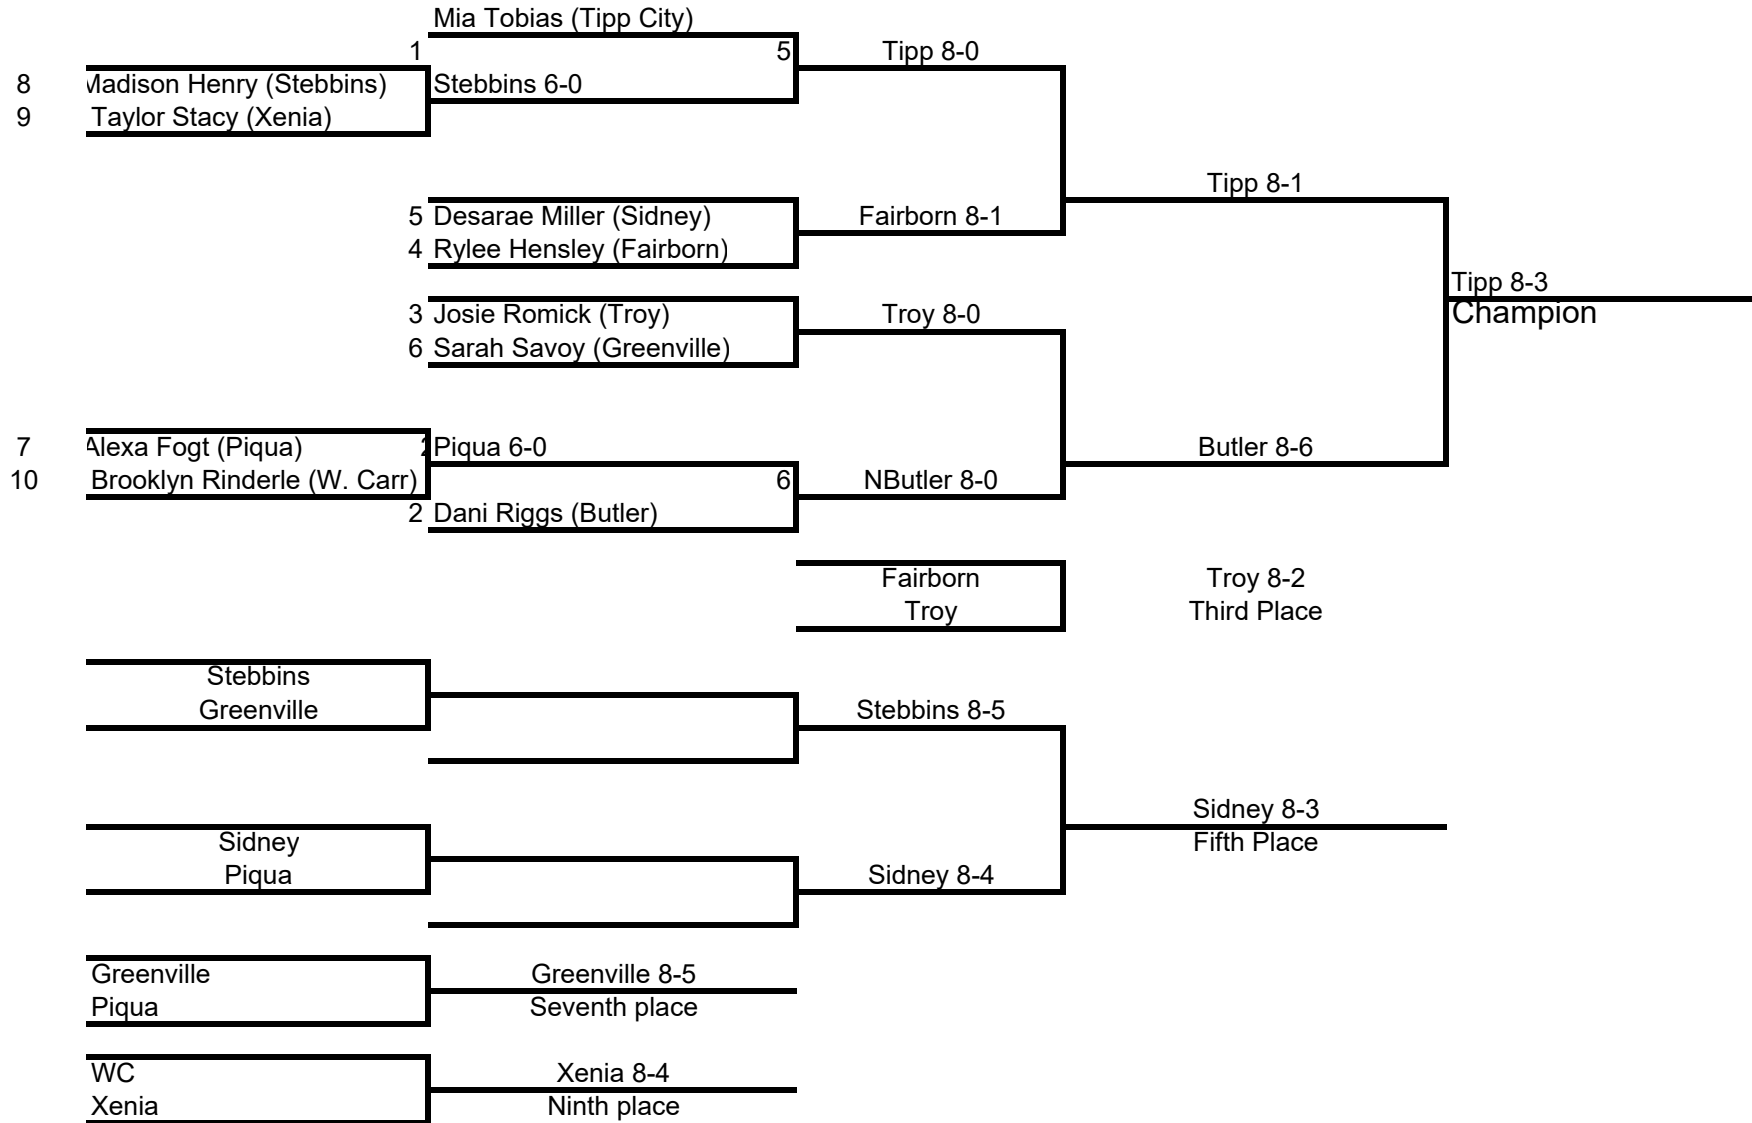 Mia Tobias (Tipp City)
1 5 Tipp 8-0
8 Madison Henry (Stebbins) Stebbins 6-0
9 Taylor Stacy (Xenia)
Tipp 8-1
5 Desarae Miller (Sidney) Fairborn 8-1
4 Rylee Hensley (Fairborn)
Tipp 8-3
3 Josie Romick (Troy) Troy 8-0 Champion
6 Sarah Savoy (Greenville)
7 Alexa Fogt (Piqua) 2 Piqua 6-0 Butler 8-6
10 Brooklyn Rinderle (W. Carr) 6 NButler 8-0
2 Dani Riggs (Butler)
Fairborn Troy 8-2
Troy Third Place
Stebbins
Greenville Stebbins 8-5
Sidney 8-3
Sidney Fifth Place
Piqua Sidney 8-4
Greenville Greenville 8-5
Piqua Seventh place
WC Xenia 8-4
Xenia Ninth place